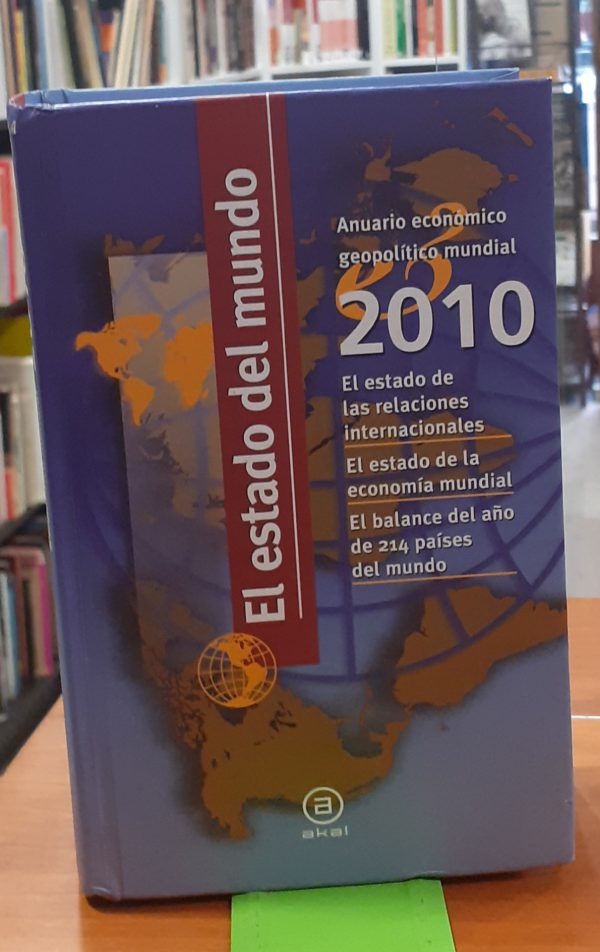 El estado del mundo
Anuario económico
geopolítico mundial
2010
El estado de
las relaciones
internacionales
El estado de la
economía mundial
El balance del año
de 214 países
del mundo
a
akal